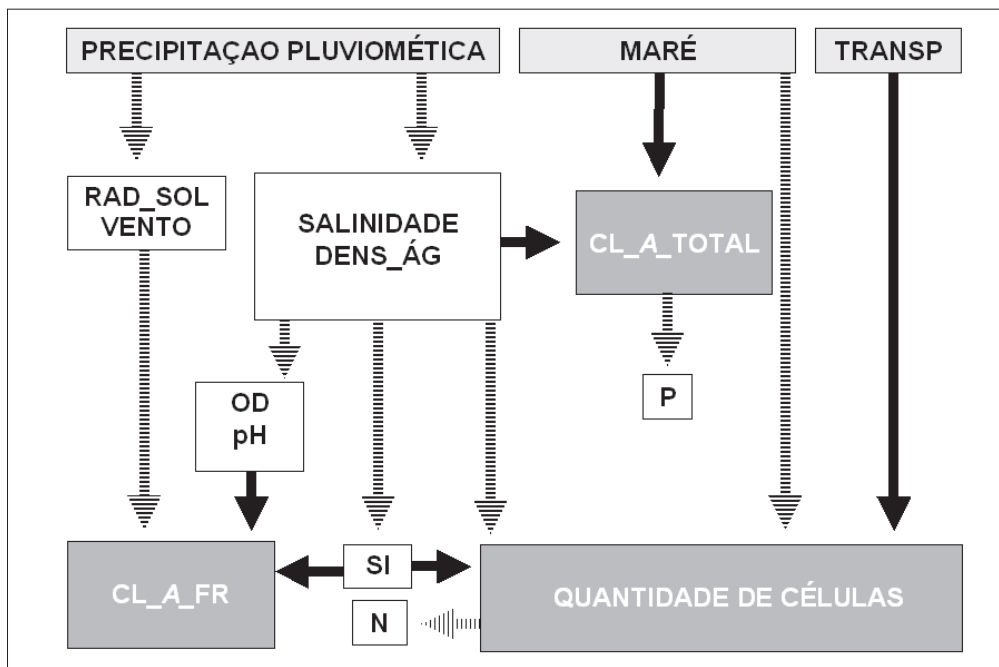 PRECIPITAÇAO PLUVIOMÉTICA
MARÉ
TRANSP
RAD_SOL
VENTO
SALINIDADE
DENS_ÁG
CL_A_TOTAL
P
OD
pH
CL_A_FR
SI
N
QUANTIDADE DE CÉLULAS